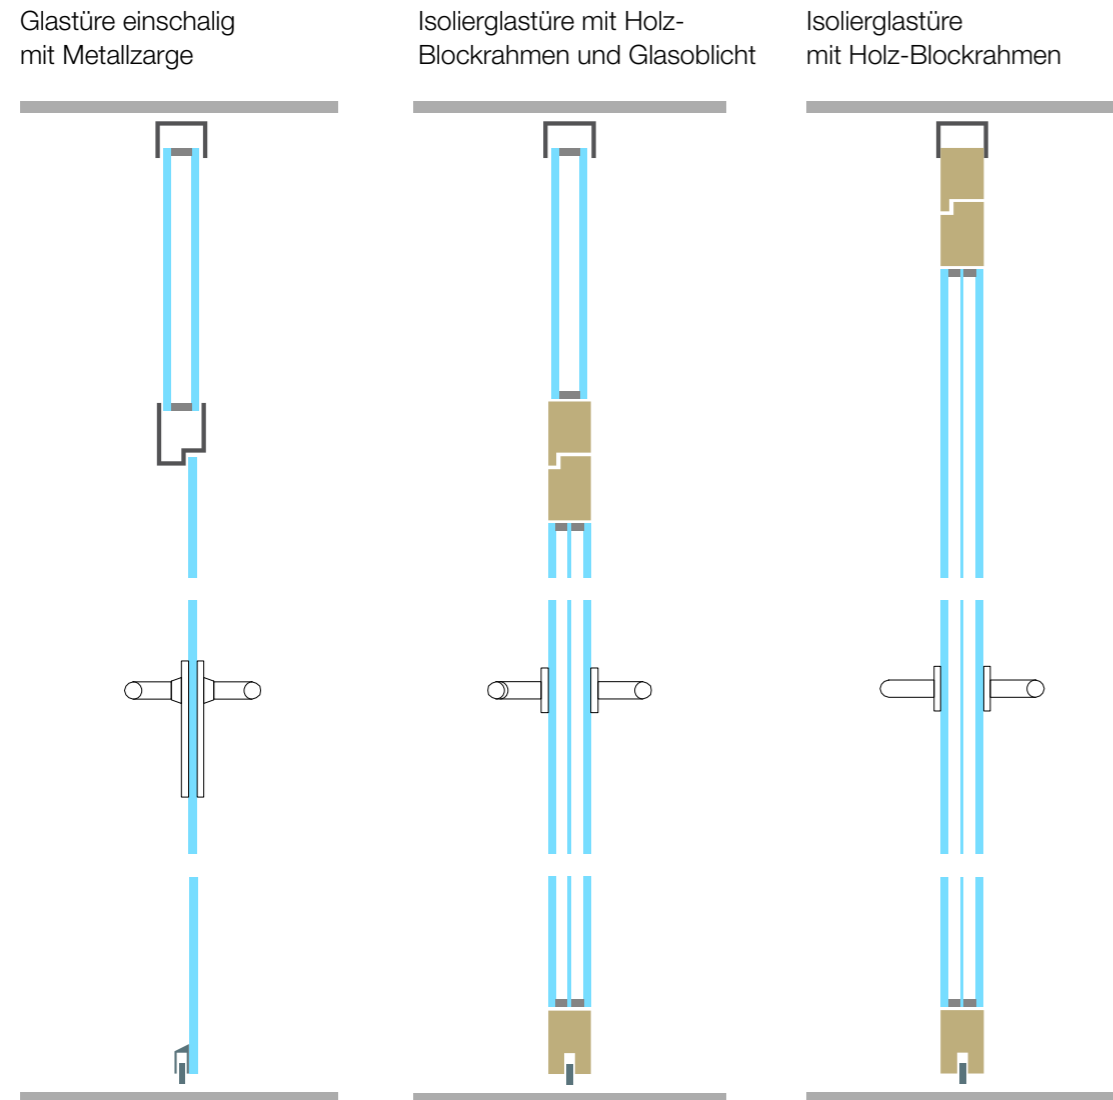 Glastüre einschalig
mit Metallzarge
Isolierglastüre mit Holz-
Blockrahmen und Glasoblicht
Isolierglastüre
mit Holz-Blockrahmen